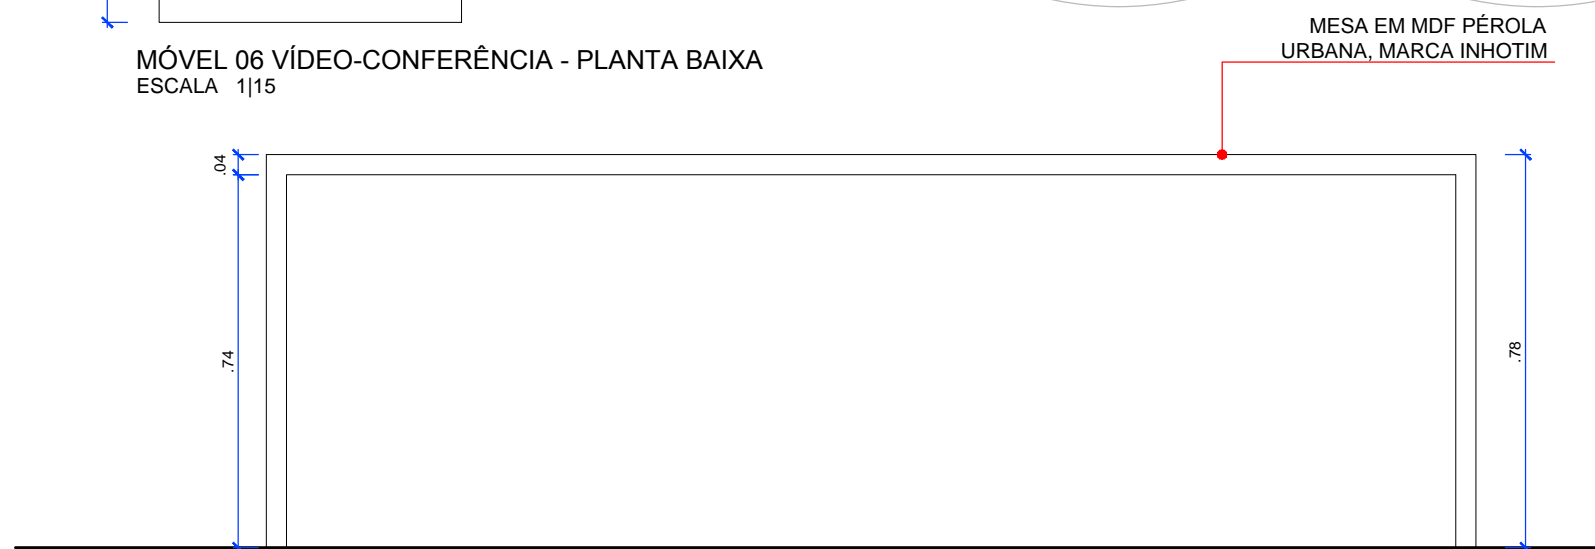 MESA EM MDF PÉROLA
URBANA, MARCA INHOTIM
MÓVEL 06 VÍDEO-CONFERÊNCIA - PLANTA BAIXA
ESCALA 1|15
.04
.74
.78